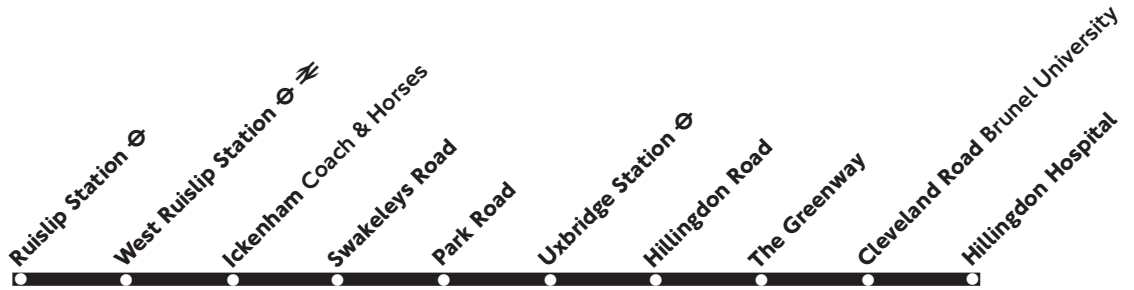 Ruislip Station
West Ruislip Station
Ickenham Coach & Horses
Swakeleys Road
Park Road
Uxbridge Station
Hillingdon Road
The Greenway
Cleveland Road Brunel University
Hillingdon Hospital